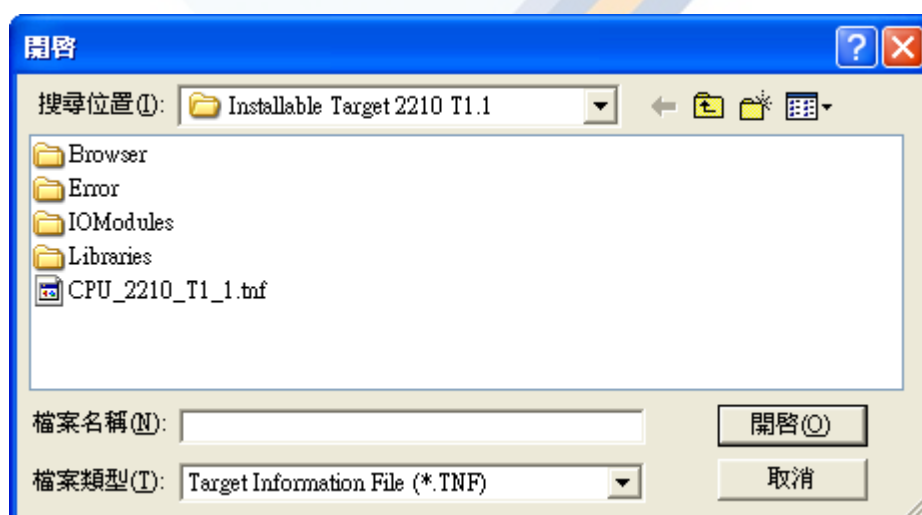 開啓
搜尋位置(I): Installable Target 2210 T1.1
Browser
Error
IOModules
Libraries
CPU_2210_T1_1.tnf
檔案名稱(N): 開啓(O)
檔案類型(T): Target Information File (*.TNF) 取消